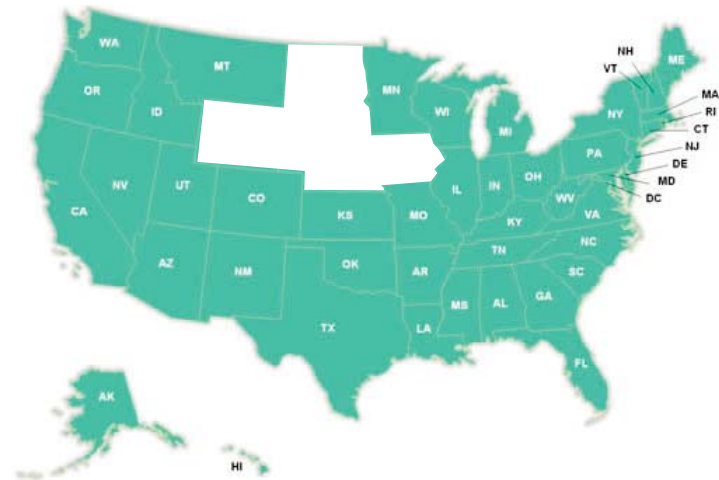 WA
MT
OR
ID
MN
WI
MI
NH
VT
ME
NY
MA
RI
CT
NJ
PA
DE
MD
DC
NV
UT
CO
CA
KS
MO
IL
IN
OH
WV
VA
KY
NC
TN
SC
AZ
NM
OK
AR
MS
AL
GA
TX
LA
FL
AK
HI